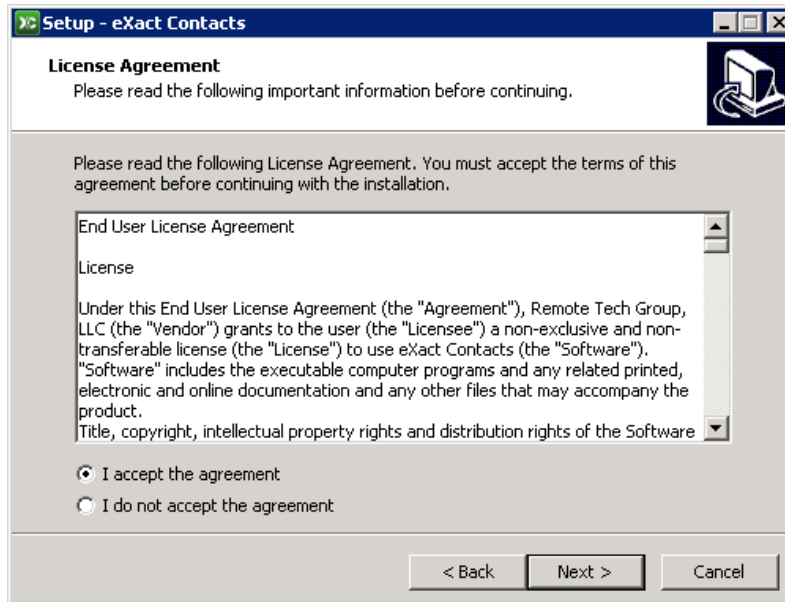 XC Setup - eXact Contacts
License Agreement
Please read the following important information before continuing.
Please read the following License Agreement. You must accept the terms of this
agreement before continuing with the installation.
End User License Agreement
License
Under this End User License Agreement (the "Agreement"), Remote Tech Group,
LLC (the "Vendor") grants to the user (the "Licensee") a non-exclusive and non-
transferable license (the "License") to use eXact Contacts (the "Software").
"Software" includes the executable computer programs and any related printed,
electronic and online documentation and any other files that may accompany the
product.
Title, copyright, intellectual property rights and distribution rights of the Software
I accept the agreement
I do not accept the agreement
< Back Next > Cancel